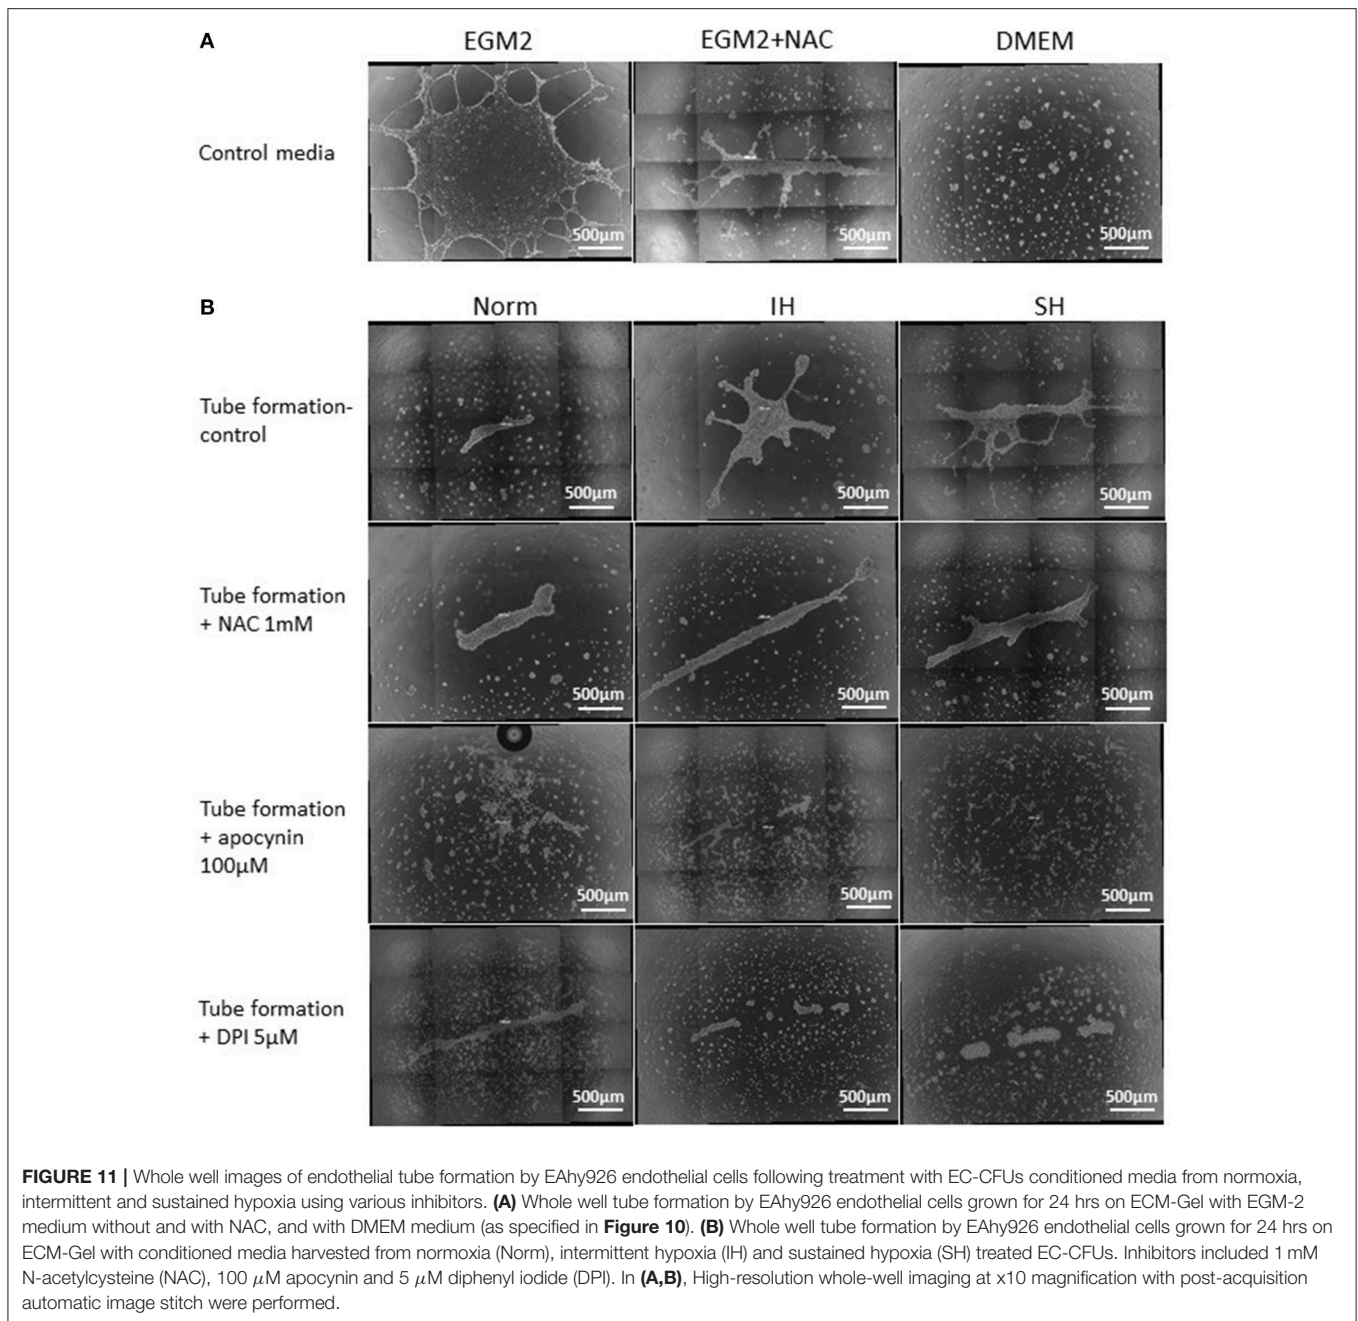 A
EGM2
EGM2+NAC
DMEM
Control media
500µm
500µm
500µm
B
Norm
IH
SH
Tube formation-
control
500µm
500µm
500µm
Tube formation
+ NAC 1mM
500µm
500µm
500µm
Tube formation
+ apocynin
100µM
500µm
500µm
500µm
Tube formation
+ DPI 5µM
500µm
500µm
500µm
FIGURE 11 | Whole well images of endothelial tube formation by EAhy926 endothelial cells following treatment with EC-CFUs conditioned media from normoxia,
intermittent and sustained hypoxia using various inhibitors. (A) Whole well tube formation by EAhy926 endothelial cells grown for 24 hrs on ECM-Gel with EGM-2
medium without and with NAC, and with DMEM medium (as specified in Figure 10). (B) Whole well tube formation by EAhy926 endothelial cells grown for 24 hrs on
ECM-Gel with conditioned media harvested from normoxia (Norm), intermittent hypoxia (IH) and sustained hypoxia (SH) treated EC-CFUs. Inhibitors included 1 mM
N-acetylcysteine (NAC), 100 µM apocynin and 5 µM diphenyl iodide (DPI). In (A,B), High-resolution whole-well imaging at x10 magnification with post-acquisition
automatic image stitch were performed.